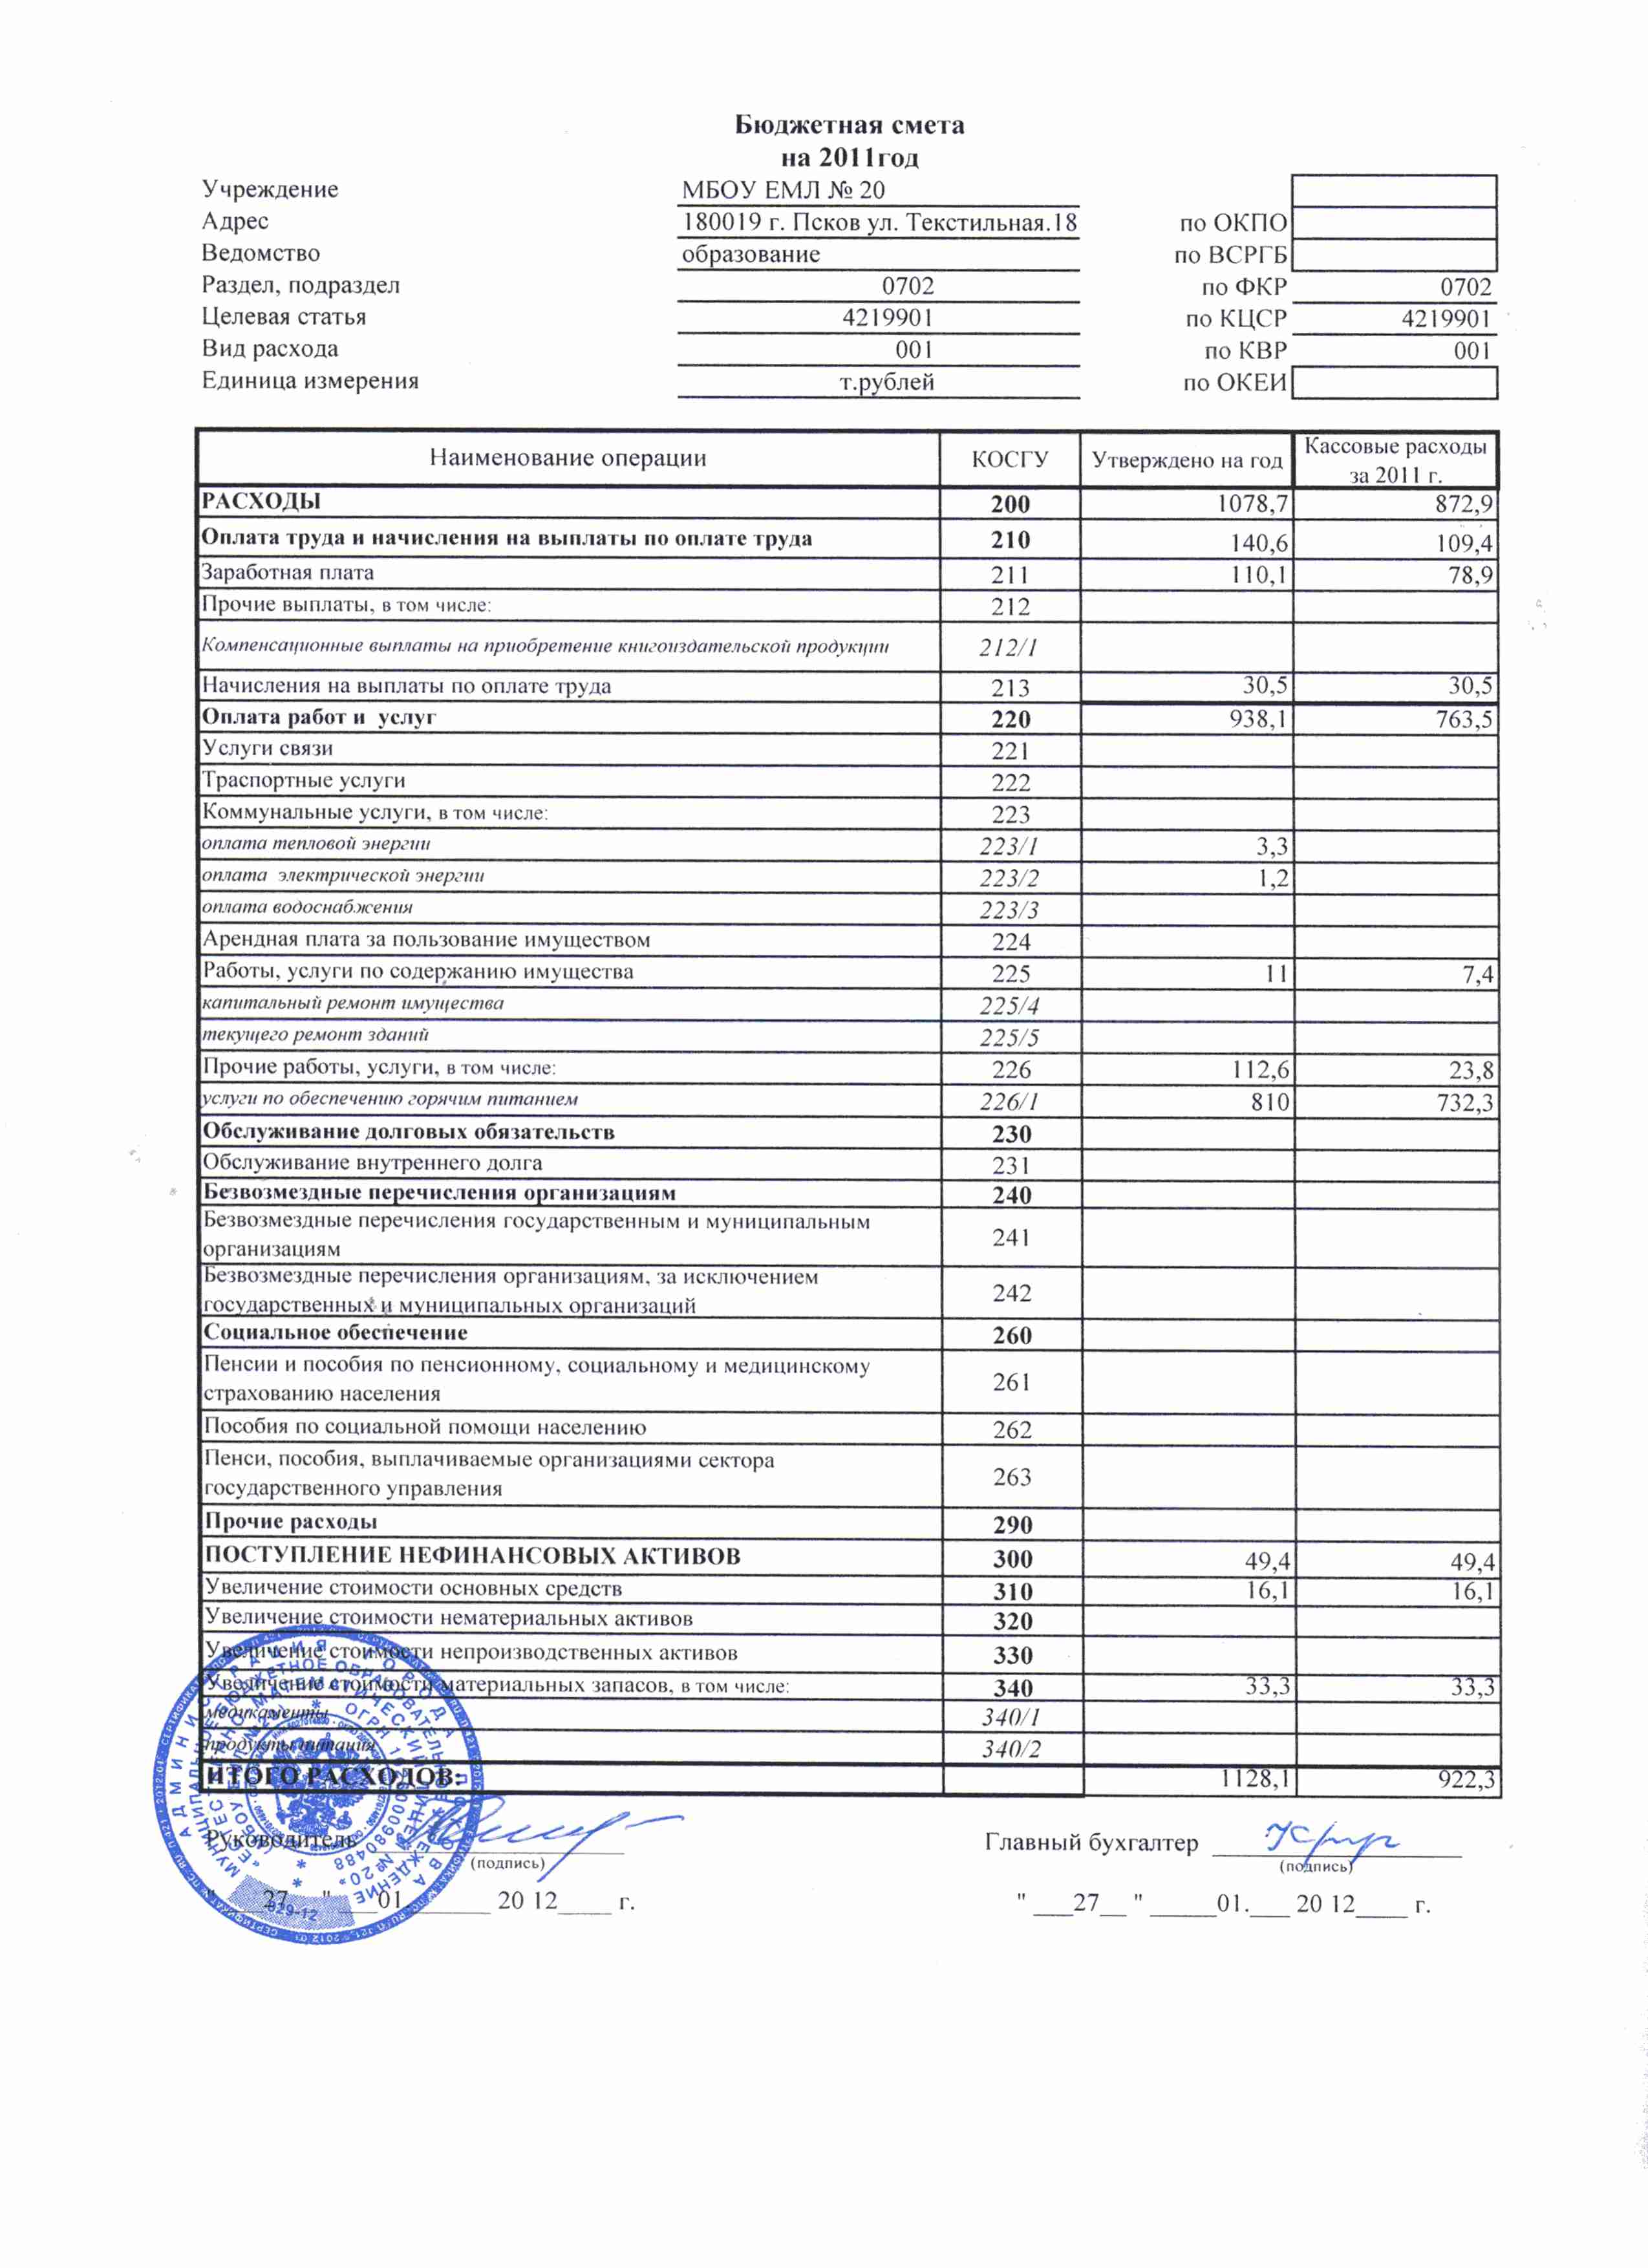 Бюджетная смета
на 2011год
Учреждение МБОУ ЕМЛ № 20
Адрес 180019 г. Псков ул. Текстильная.18 по ОКПО
Ведомство образование по ВСРГБ
Раздел, подраздел 0702 по ФКР 0702
Целевая статья 4219901 по КЦСР 4219901
Вид расхода 001 по КВР 001
Единица измерения т.рублей по ОКЕИ
Наименование операции КОСГУ Утверждено на год Кассовые расходы
за 2011 г.
РАСХОДЫ 200 1078,7 872,9
Оплата труда и начисления на выплаты по оплате труда 210 140,6 109,4
Заработная плата 211 110,1 78,9
Прочие выплаты, в том числе: 212
Компенсационные выплаты на приобретение книгоиздательской продукции 212/1
Начисления на выплаты по оплате труда 213 30,5 30,5
Оплата работ и услуг 220 938,1 763,5
Услуги связи 221
Траспортные услуги 222
Коммунальные услуги, в том числе: 223
оплата тепловой энергии 223/1 3,3
оплата электрической энергии 223/2 1,2
оплата водоснабжения 223/3
Арендная плата за пользование имуществом 224
Работы, услуги по содержанию имущества 225 11 7,4
капитальный ремонт имущества 225/4
текущего ремонт зданий 225/5
Прочие работы, услуги, в том числе: 226 112,6 23,8
услуги по обеспечению горячим питанием 226/1 810 732,3
Обслуживание долговых обязательств 230
Обслуживание внутреннего долга 231
Безвозмездные перечисления организациям 240
Безвозмездные перечисления государственным и муниципальным
организациям 241
Безвозмездные перечисления организациям, за исключением
государственных и муниципальных организаций 242
Социальное обеспечение 260
Пенсии и пособия по пенсионному, социальному и медицинскому
страхованию населения 261
Пособия по социальной помощи населению 262
Пенси, пособия, выплачиваемые организациями сектора
государственного управления 263
Прочие расходы 290
ПОСТУПЛЕНИЕ НЕФИНАНСОВЫХ АКТИВОВ 300 49,4 49,4
Увеличение стоимости основных средств 310 16,1 16,1
Увеличение стоимости нематериальных активов 320
Увеличение стоимости непроизводственных активов 330
Увеличение стоимости материальных запасов, в том числе: 340 33,3 33,3
медикаменты 340/1
продукты питания 340/2
ИТОГО РАСХОДОВ: 1128,1 922,3
Руководитель Главный бухгалтер
(подпись) (подпись)
" 27 " 01 20 12 г. " 27 " 01. 20 12 г.